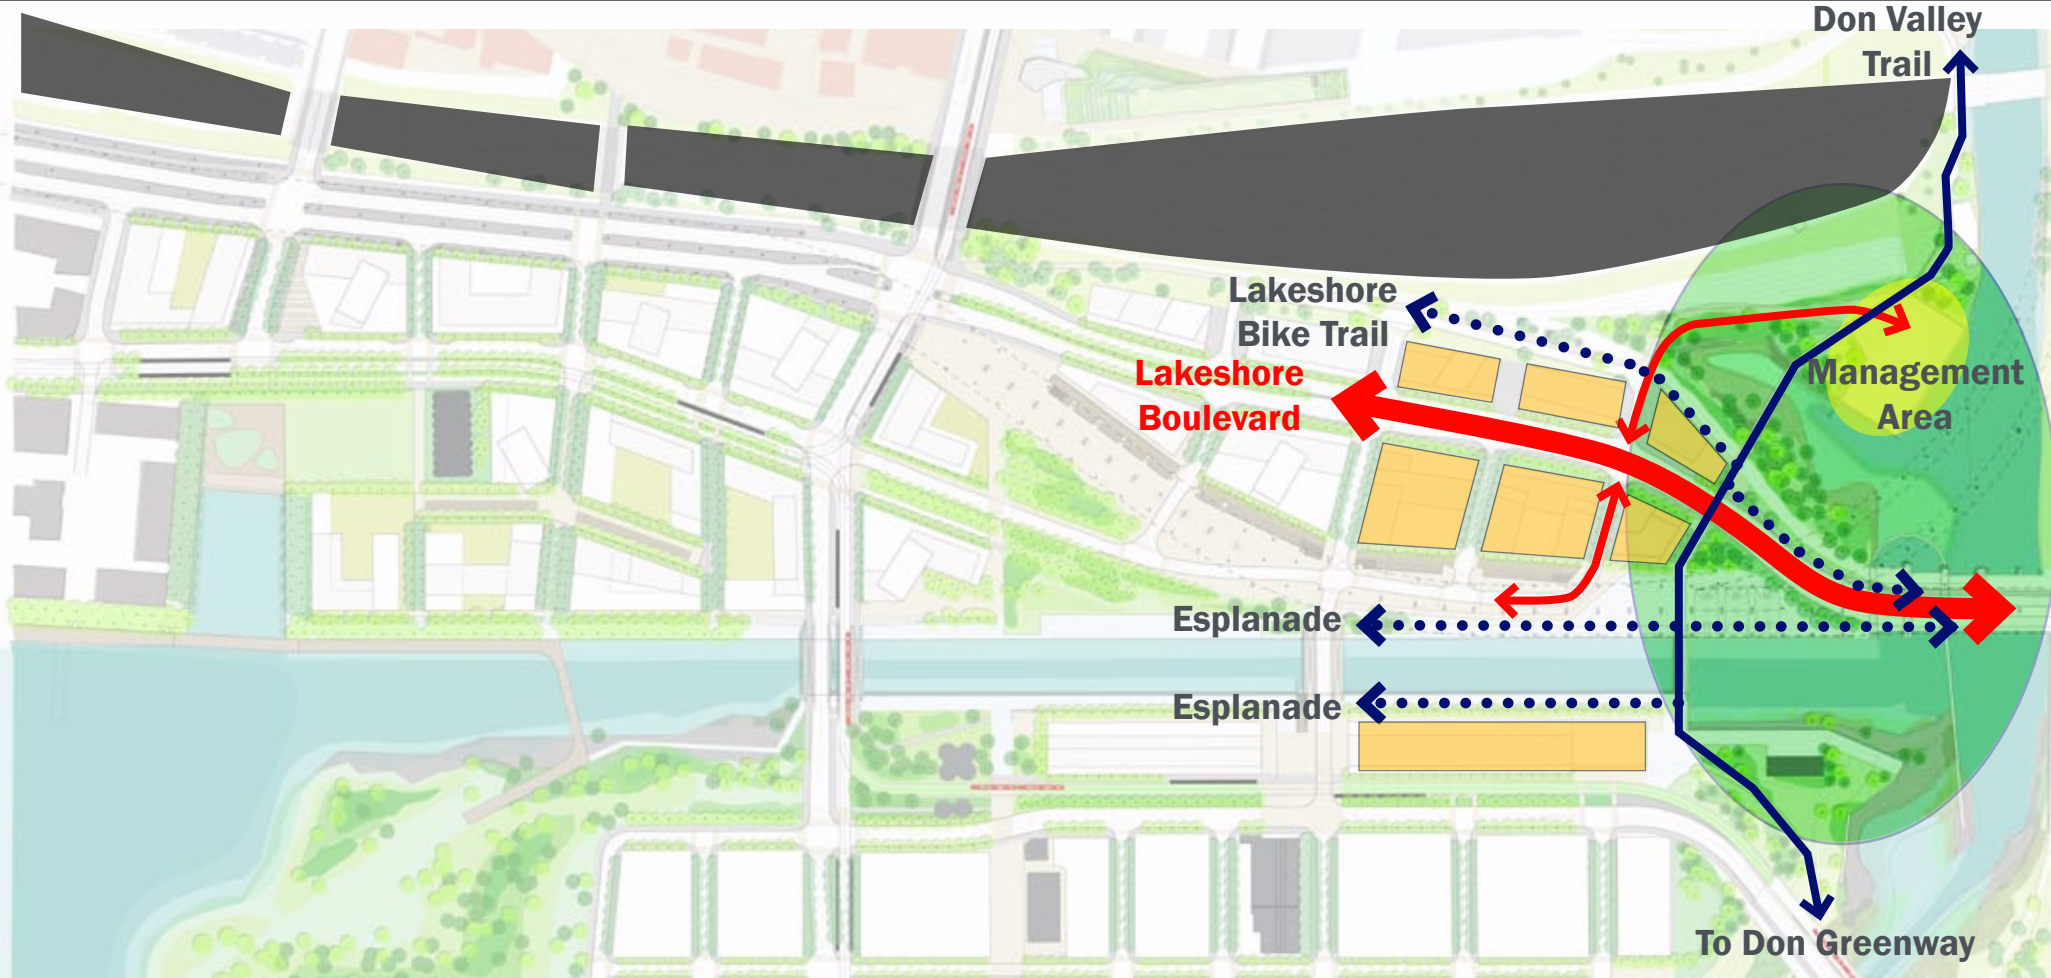 Don Valley
Trail
Lakeshore
Bike Trail
Lakeshore
Boulevard
Management
Area
Esplanade
Esplanade
To Don Greenway